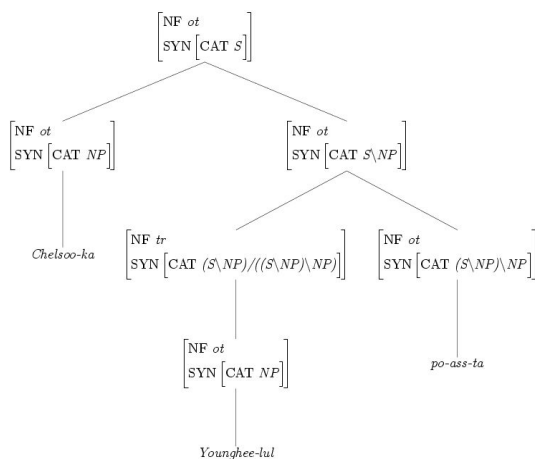 NF ot
SYN [CAT S]
NF ot
SYN [CAT NP]
NF ot
SYN [CAT S\NP]
Chelsoo-ka
NF tr
SYN [CAT (S\NP)/((S\NP)\NP)]
NF ot
SYN [CAT (S\NP)\NP]
NF ot
SYN [CAT NP]
po-ass-ta
Younghee-lul